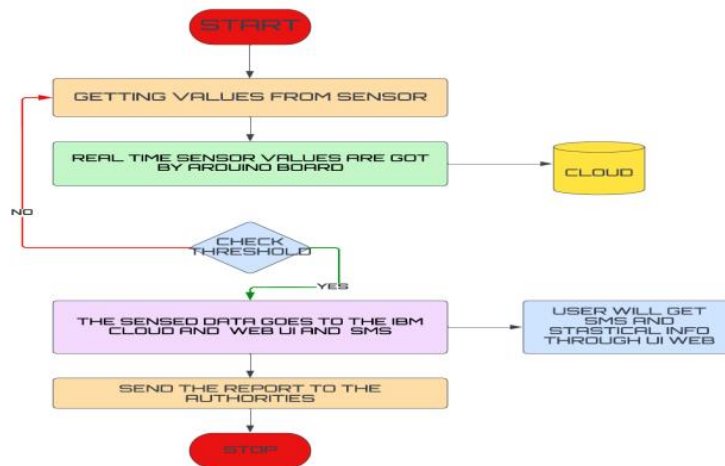 START
GETTING VALUES FROM SENSOR
REAL TIME SENSOR VALUES ARE GOT
BY ARDUINO BOARD
CLOUD
NO
CHECK
THRESHOLD
YES
THE SENSED DATA GOES TO THE IBM
CLOUD AND WEB UI AND SMS
USER WILL GET
SMS AND
STASTICAL INFO
THROUGH UI WEB
SEND THE REPORT TO THE
AUTHORITIES
STOP